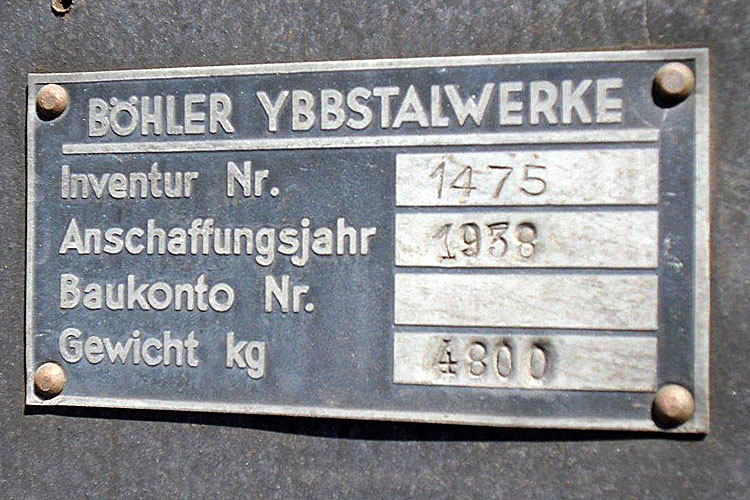 BÖHLER YBBSTALWERKE
Inventur Nr. 1475
Anschaffungsjahr 1938
Baukonto Nr.
Gewicht kg 4800